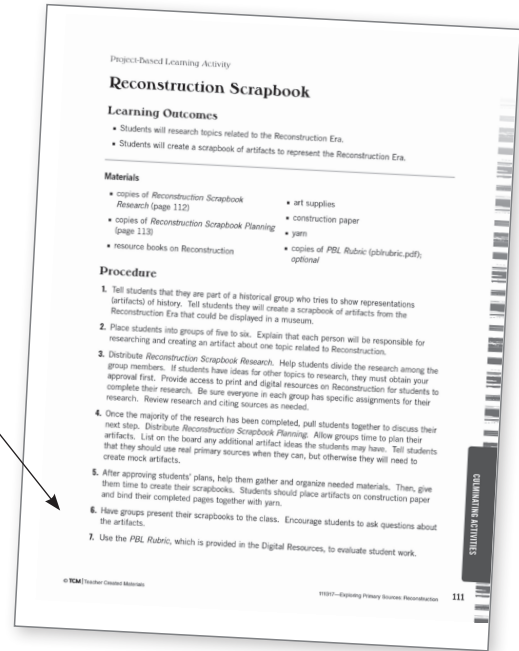 Project-Based Learning Activity
Reconstruction Scrapbook
Learning Outcomes
• Students will research topics related to the Reconstruction Era.
• Students will create a scrapbook of artifacts to represent the Reconstruction Era.
Materials
• copies of Reconstruction Scrapbook
Research (page 112)
• copies of Reconstruction Scrapbook Planning
(page 113)
• resource books on Reconstruction
• art supplies
• construction paper
• yarn
• copies of PBL Rubric (pblrubric.pdf);
optional
Procedure
1. Tell students that they are part of a historical group who tries to show representations
(artifacts) of history. Tell students they will create a scrapbook of artifacts from the
Reconstruction Era that could be displayed in a museum.
2. Place students into groups of five to six. Explain that each person will be responsible for
researching and creating an artifact about one topic related to Reconstruction.
3. Distribute Reconstruction Scrapbook Research. Help students divide the research among the
group members. If students have ideas for other topics to research, they must obtain your
approval first. Provide access to print and digital resources on Reconstruction for students to
complete their research. Be sure everyone in each group has specific assignments for their
research. Review research and citing sources as needed.
4. Once the majority of the research has been completed, pull students together to discuss their
next step. Distribute Reconstruction Scrapbook Planning. Allow groups time to plan their
artifacts. List on the board any additional artifact ideas the students may have. Tell students
that they should use real primary sources when they can, but otherwise they will need to
create mock artifacts.
5. After approving students' plans, help them gather and organize needed materials. Then, give
them time to create their scrapbooks. Students should place artifacts on construction paper
and bind their completed pages together with yarn.
6. Have groups present their scrapbooks to the class. Encourage students to ask questions about
the artifacts.
7. Use the PBL Rubric, which is provided in the Digital Resources, to evaluate student work.
CULMINATING ACTIVITIES
© TCM | Teacher Created Materials
111317—Exploring Primary Sources: Reconstruction 111